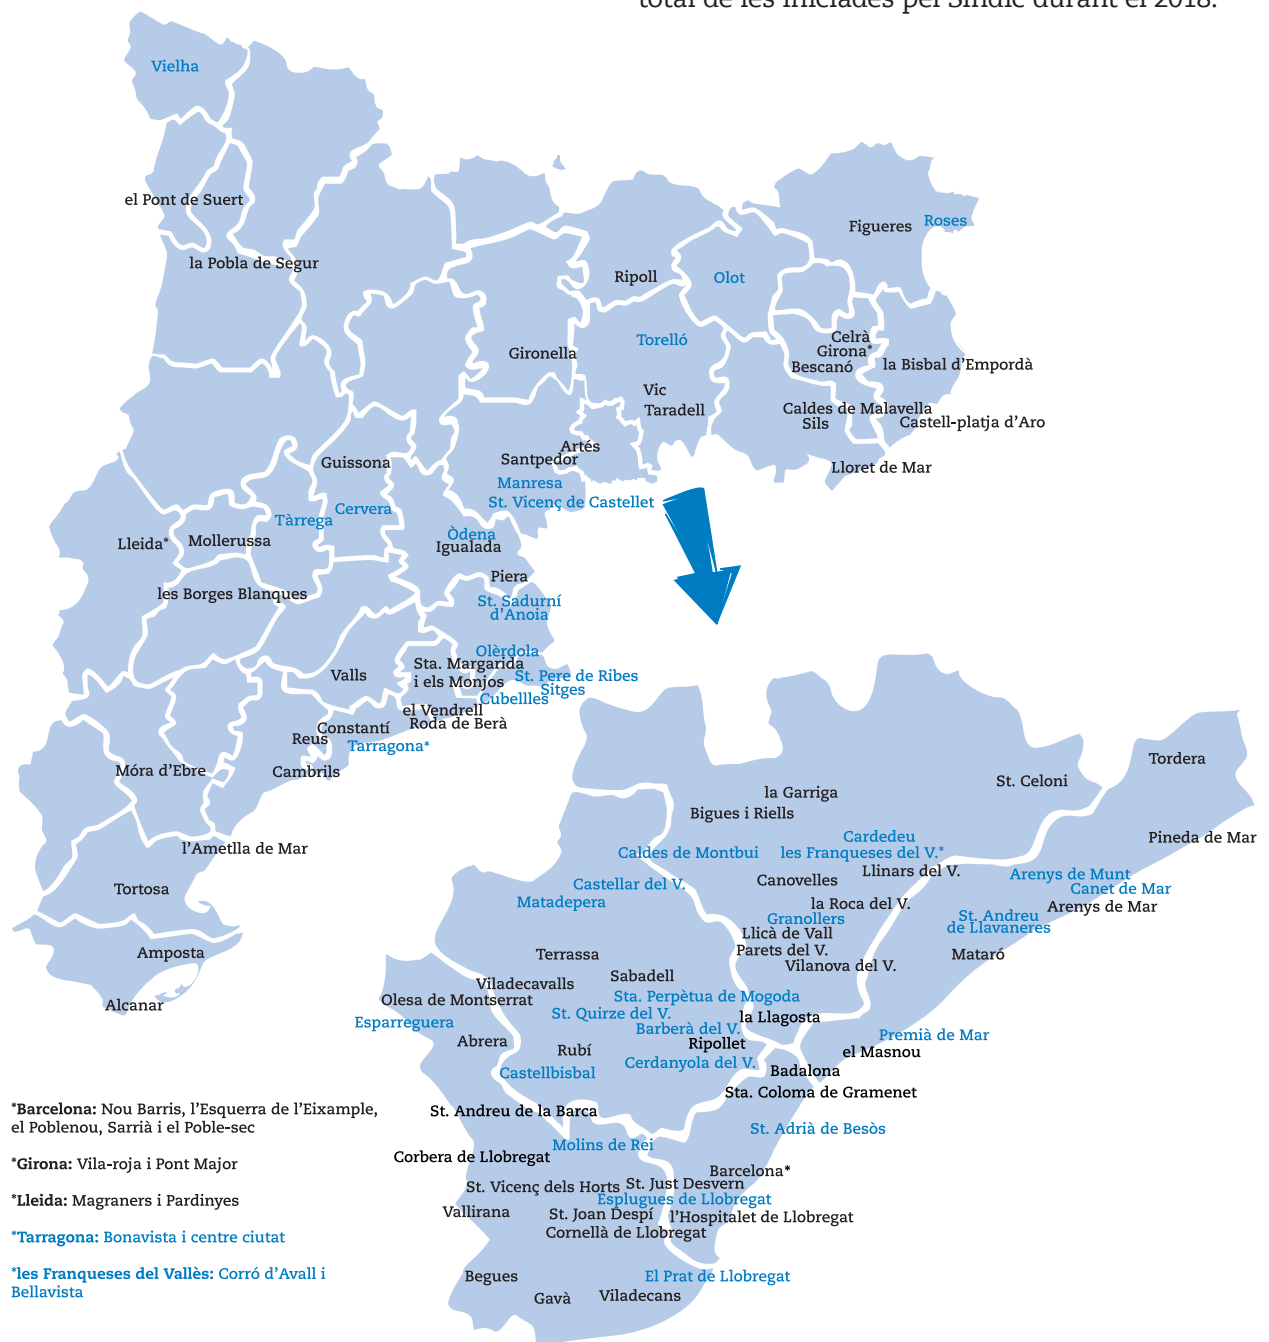 total de les iniciades pel Síndic durant el 2018.
Vielha
el Pont de Suert
la Pobla de Segur
Figueres
Roses
Ripoll
Olot
Torelló
Celrà
Girona*
Bescanó
la Bisbal d'Empordà
Gironella
Vic
Taradell
Caldes de Malavella
Sils
Castell-platja d'Aro
Lloret de Mar
Artés
Santpedor
Manresa
St. Vicenç de Castellet
Guissona
Cervera
Tàrrega
Lleida*
Mollerussa
Òdena
Igualada
Piera
les Borges Blanques
St. Sadurní
d'Anoia
Olèrdola
Sta. Margarida
i els Monjos
St. Pere de Ribes
Sitges
Cubellles
Valls
el Vendrell
Roda de Berà
Constantí
Reus
Tarragona*
Cambrils
Móra d'Ebre
l'Ametlla de Mar
Tortosa
Amposta
Alcanar
Tordera
St. Celoni
la Garriga
Bigues i Riells
Pineda de Mar
Cardedeu
Caldes de Montbui
les Franqueses del V.*
Llinars del V.
Arenys de Munt
Canovelles
Castellar del V.
Canet de Mar
Matadepera
la Roca del V.
Arenys de Mar
Granollers
St. Andreu
de Llavaneres
Llicà de Vall
Parets del V.
Mataró
Terrassa
Vilanova del V.
Sabadell
Viladecavalls
Sta. Perpètua de Mogoda
Olesa de Montserrat
St. Quirze del V.
la Llagosta
Esparreguera
Barberà del V.
Premià de Mar
Abrera
Ripollet
Rubí
el Masnou
Cerdanyola del V.
Castellbisbal
Badalona
Sta. Coloma de Gramenet
St. Andreu de la Barca
St. Adrià de Besòs
Molins de Rei
Corbera de Llobregat
Barcelona*
St. Vicenç dels Horts
St. Just Desvern
Esplugues de Llobregat
Vallirana
St. Joan Despí
l'Hospitalet de Llobregat
Cornellà de Llobregat
Begues
El Prat de Llobregat
Gavà
Viladecans
*Barcelona: Nou Barris, l'Esquerra de l'Eixample,
el Poblenou, Sarrià i el Poble-sec
*Girona: Vila-roja i Pont Major
*Lleida: Magraners i Pardinyes
*Tarragona: Bonavista i centre ciutat
*les Franqueses del Vallès: Corró d'Avall i
Bellavista